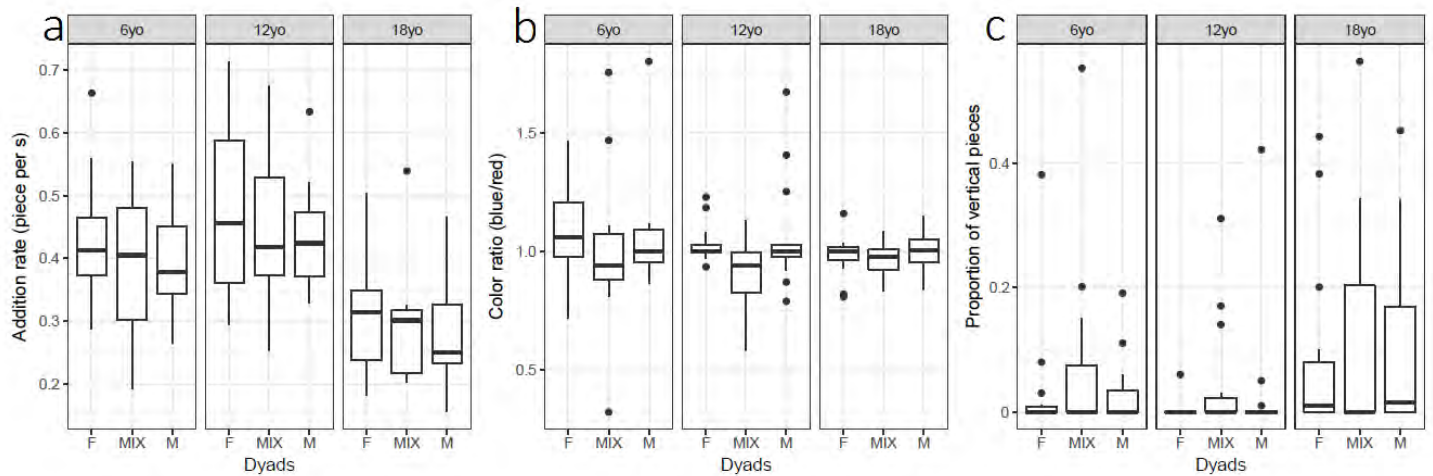 a
6yo
12yo
18yo
Addition rate (piece per s)
0.7
0.6
0.5
0.4
0.3
0.2
F
MIX
M
F
MIX
M
F
MIX
M
Dyads
b
6yo
12yo
18yo
Color ratio (blue/red)
1.5
1.0
0.5
F
MIX
M
F
MIX
M
F
MIX
M
Dyads
c
6yo
12yo
18yo
Proportion of vertical pieces
0.4
0.2
0
F
MIX
M
F
MIX
M
F
MIX
M
Dyads